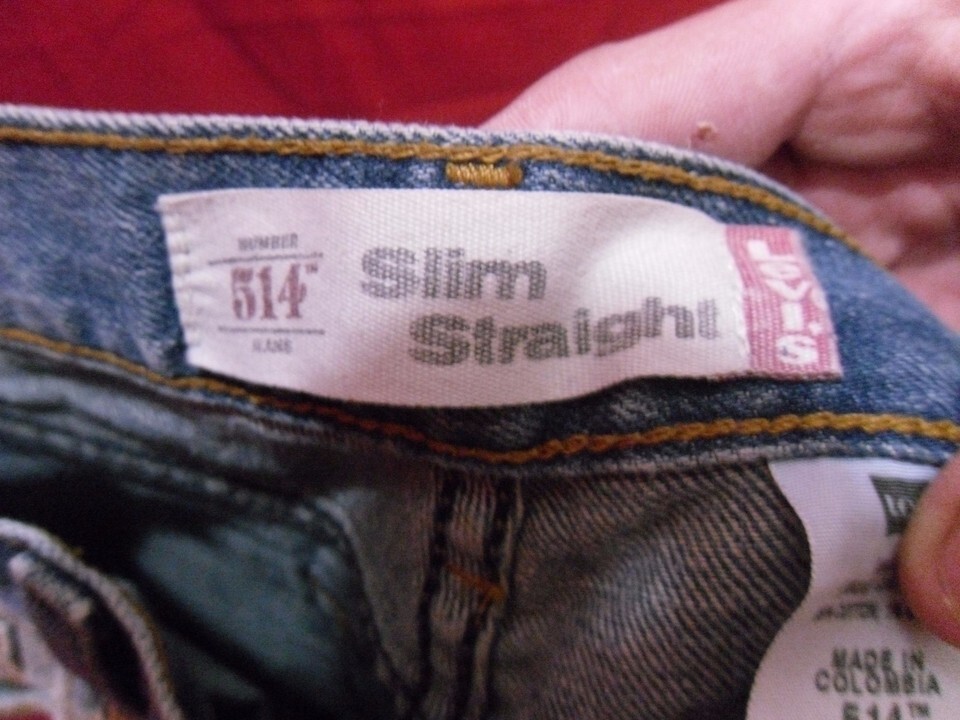 NUMBER
514™
JEANS
Slim
Straight
LEVI'S
MADE IN
COLOMBIA
514™